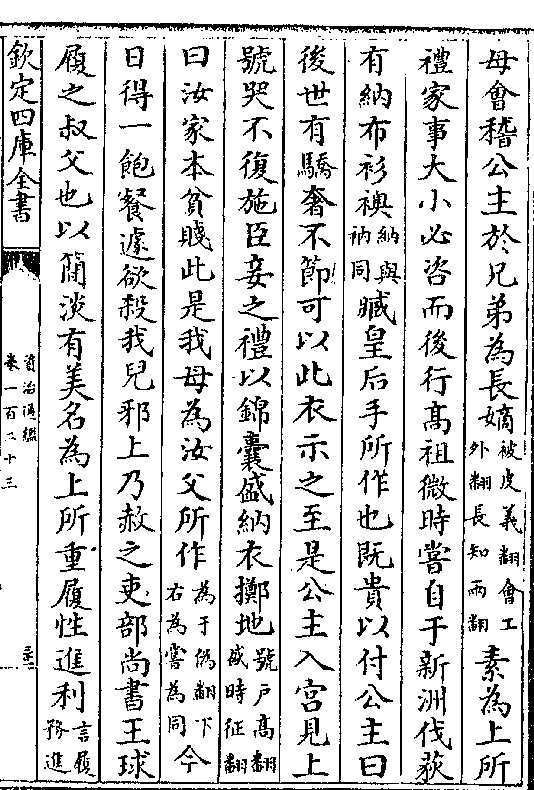 母會稽公主於兄弟為長嫡被皮義翻會工外翻長知兩翻素為上所
禮家事大小必咨而後行髙祖微時嘗自于新洲伐荻
有納布衫襖納與衲同臧皇后手所作也既貴以付公主曰
後世有驕奢不節可以此衣示之至是公主入宮見上
號哭不復施臣妾之禮以錦囊盛納衣擲地號戶髙翻盛時征翻
曰汝家本貧賤此是我母為汝父所作為于偽翻下右為雲為同今
日得一飽餐遽欲殺我兒邪上乃赦之吏部尚書王球
履之叔父也以簡淡有美名為上所重履性進利言履務進
欽定四庫全書
資治通鑑
卷一百二十三